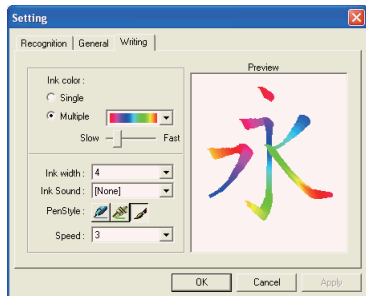 Setting
Recognition General Writing
Preview
Ink color :
Single
Multiple
Slow Fast
Ink width : 4
Ink Sound : [None]
PenStyle :
Speed : 3
永
OK Cancel Apply